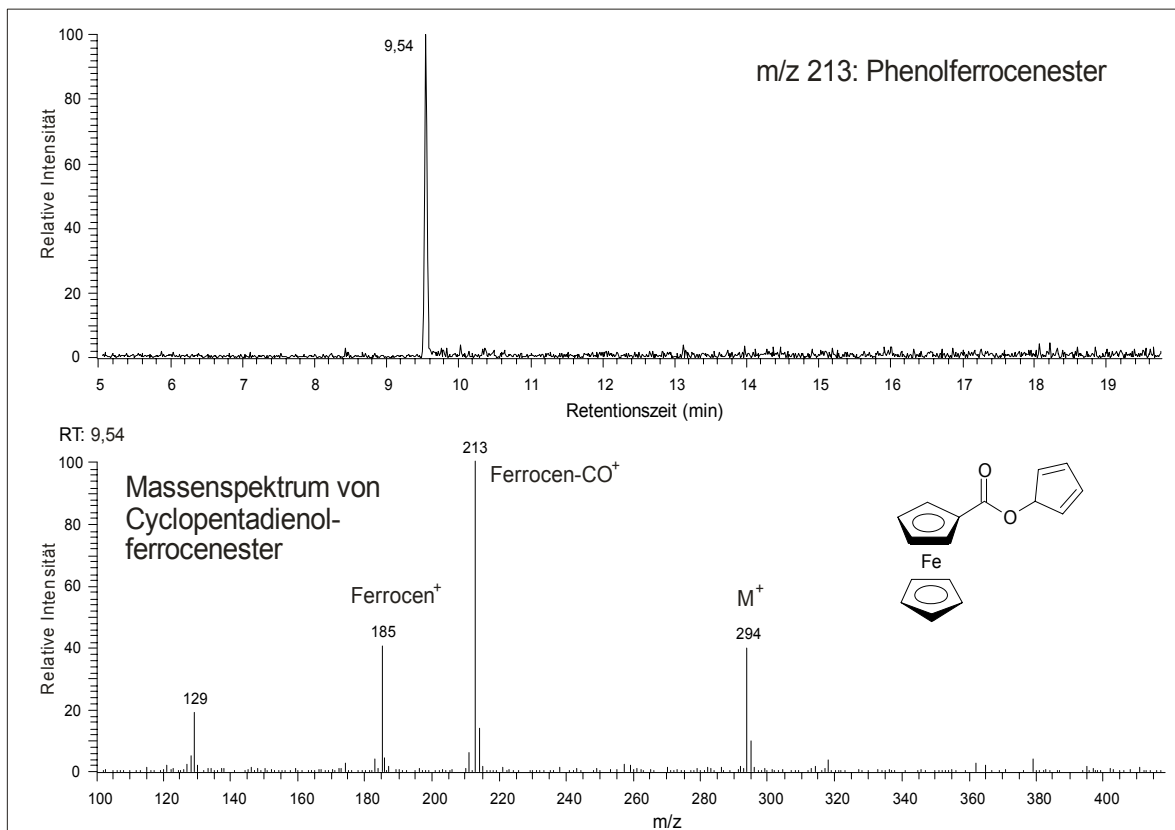 m/z 213: Phenolferrocenester
9,54
Relative Intensität
100
80
60
40
20
0
5 6 7 8 9 10 11 12 13 14 15 16 17 18 19
Retentionszeit (min)
RT: 9,54
Massenspektrum von
Cyclopentadienol-
ferrocenester
213
Ferrocen-CO+
Ferrocen+
185
M+
294
129
O
O
Fe
Relative Intensität
100
80
60
40
20
0
100 120 140 160 180 200 220 240 260 280 300 320 340 360 380 400
m/z